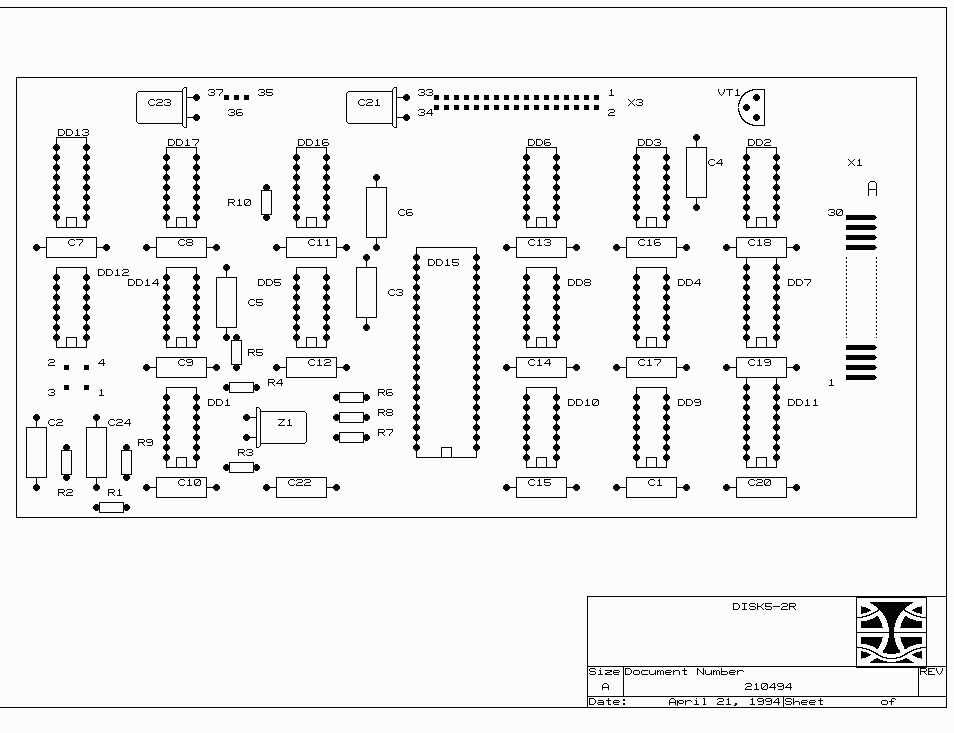 37
35
36
C23
33
34
C21
1
2
X3
VT1
DD13
DD17
DD16
DD6
DD3
DD2
C4
X1
A
R10
C6
30
C7
C8
C11
C13
C16
C18
DD15
DD12
DD14
C5
DD5
C3
DD8
DD4
DD7
R5
2
4
C9
C12
C14
C17
C19
3
1
R4
R6
1
DD1
R8
DD10
DD9
DD11
C2
C24
Z1
R7
R9
R3
R2
R1
C10
C22
C15
C1
C20
DISK5-2R
Size
Document Number
REV
A
210494
Date:
April 21, 1994
Sheet
of